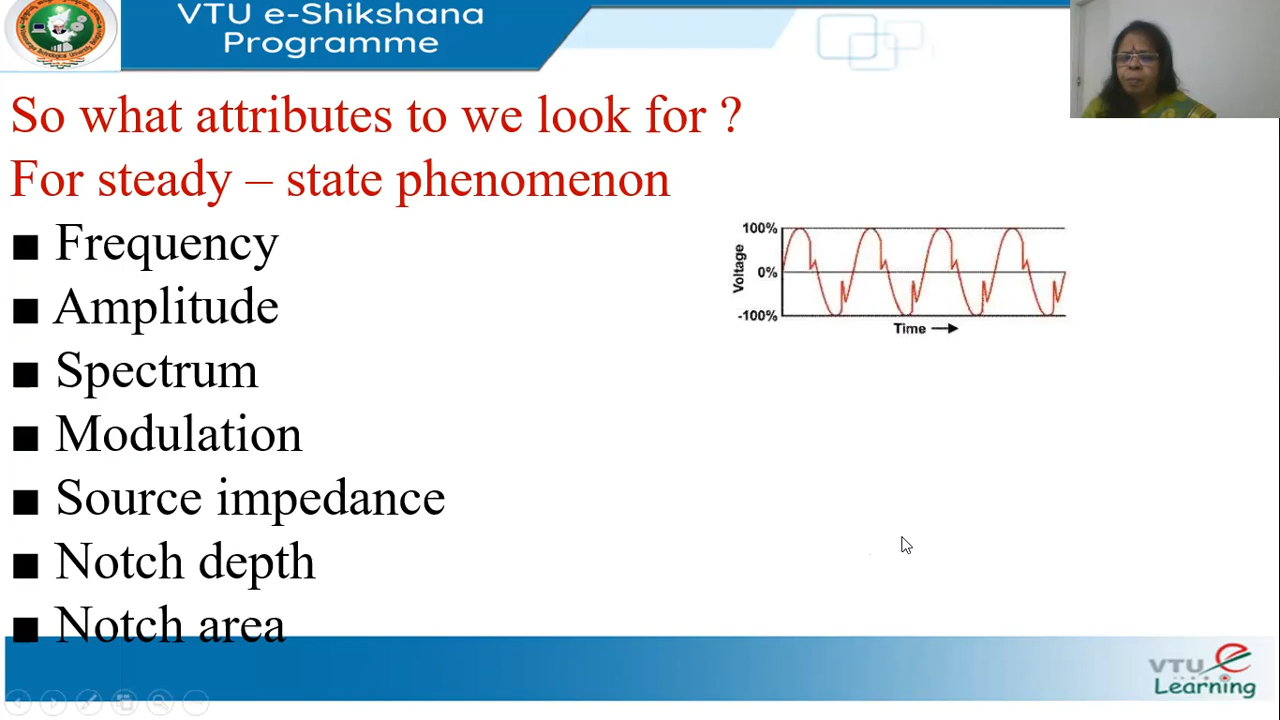 VTU e-Shikshana
Programme
So what attributes to we look for ?
For steady – state phenomenon
■ Frequency
■ Amplitude
■ Spectrum
■ Modulation
■ Source impedance
■ Notch depth
■ Notch area
100%
Voltage
0%
-100%
Time
VTU e
Learning